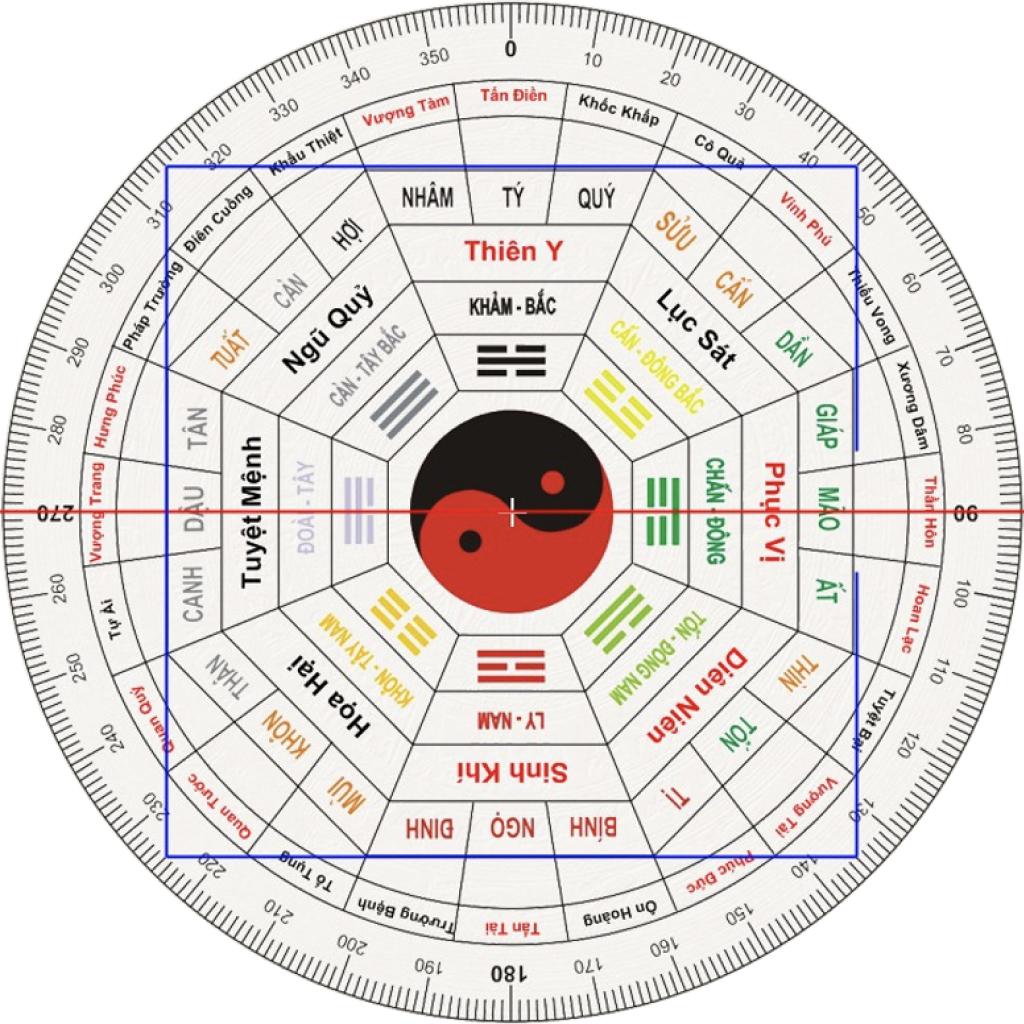 0
10
20
30
40
50
60
70
80
90
100
110
120
130
140
150
160
170
180
190
200
210
220
230
240
250
260
270
280
290
300
310
320
330
340
350
Tấn Điền
Khốc Khấp
Cô Quả
Vinh Phú
Thiếu Vong
Xương Dâm
Thân Hôn
Hoan Lạc
Tuyệt Bại
Vượng Tài
Phúc Đức
Ôn Hoàng
Tấn Tài
Trường Bệnh
Tố Tụng
Quan Tước
Quan Quý
Tự Ải
Vượng Trang
Hưng Phúc
Pháp Trường
Điên Cuồng
Khẩu Thiệt
Vượng Tàm
NHÂM
TÝ
QUÝ
SỬU
CẤN
DẦN
GIÁP
MÃO
ẤT
THÌN
TỐN
TỊ
BÍNH
NGỌ
ĐINH
MÙI
KHÔN
THÂN
CANH
DẬU
TÂN
TUẤT
CÀN
HỢI
Thiên Y
Lục Sát
Phục Vị
Diên Niên
Sinh Khí
Họa Hại
Tuyệt Mệnh
Ngũ Quỷ
KHẢM - BẮC
CẤN - ĐÔNG BẮC
CHẤN - ĐÔNG
TỐN - ĐÔNG NAM
LY - NAM
KHÔN - TÂY NAM
ĐOÀI - TÂY
CÀN - TÂY BẮC